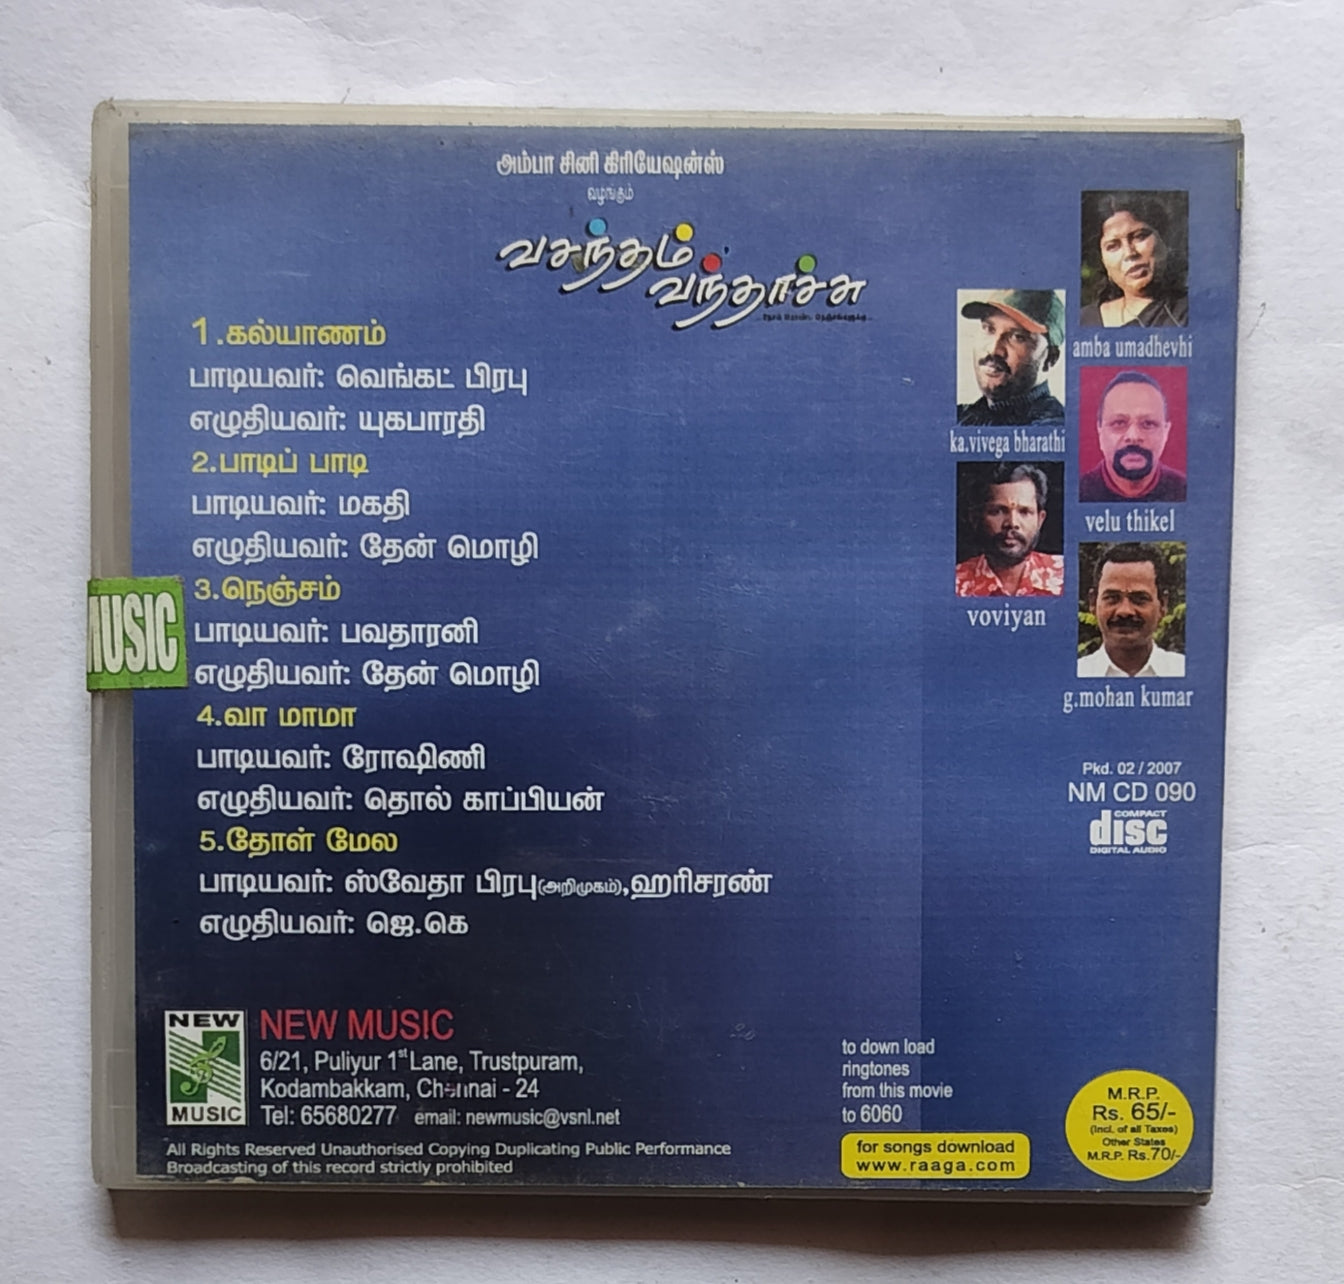 அம்பா சினி கிரியேஷன்ஸ்
வழங்கும்
வசந்தம்
வந்தாச்சு
1.கல்யாணம்
பாடியவர்: வெங்கட் பிரபு
எழுதியவர்: யுகபாரதி
2.பாடிப் பாடி
பாடியவர்: மகதி
எழுதியவர்: தேன் மொழி
3.நெஞ்சம்
பாடியவர்: பவதாரனி
எழுதியவர்: தேன் மொழி
4.வா மாமா
பாடியவர்: ரோஷிணி
எழுதியவர்: தொல் காப்பியன்
5.தோள் மேல
பாடியவர்: ஸ்வேதா பிரபு(அறிமுகம்),ஹரிசரண்
எழுதியவர்: ஜெ.கெ
MUSIC
amba umadhevhi
ka.vivega bharathi
velu thikel
voviyan
g.mohan kumar
Pkd. 02 / 2007
NM CD 090
COMPACT
disc
DIGITAL AUDIO
NEW
MUSIC
NEW MUSIC
6/21, Puliyur 1st Lane, Trustpuram,
Kodambakkam, Chennai - 24
Tel: 65680277 email: newmusic@vsnl.net
All Rights Reserved Unauthorised Copying Duplicating Public Performance
Broadcasting of this record strictly prohibited
to down load
ringtones
from this movie
to 6060
for songs download
www.raaga.com
M.R.P.
Rs. 65/-
(Incl. of all Taxes)
Other States
M.R.P. Rs.70/-